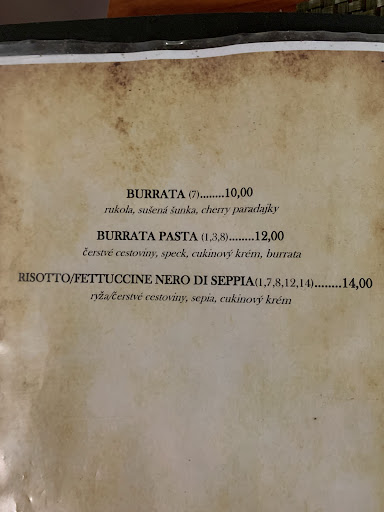 BURRATA (7)........10,00
rukola, sušená šunka, cherry paradajky
BURRATA PASTA (1,3,8)........12,00
čerstvé cestoviny, speck, cukinový krém, burrata
RISOTTO/FETTUCCINE NERO DI SEPPIA(1,7,8,12,14)........14,00
ryža/čerstvé cestoviny, sepia, cukinový krém